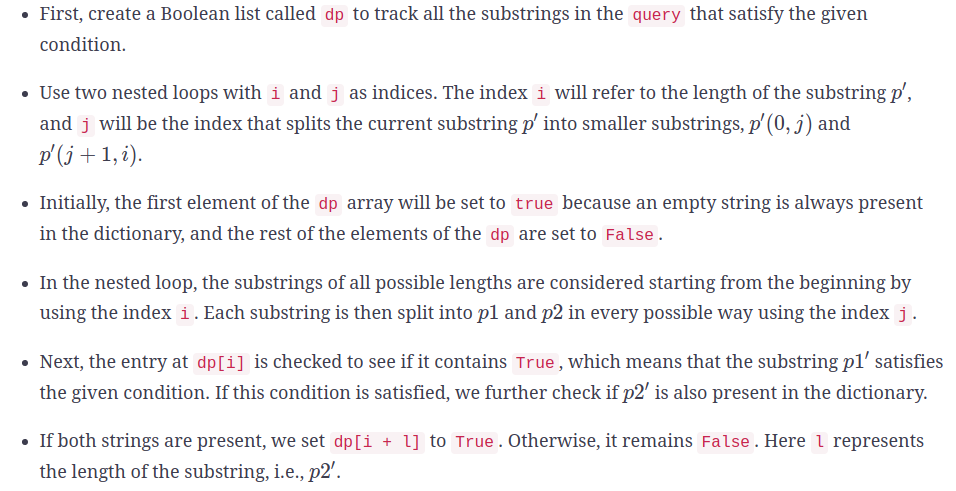 • First, create a Boolean list called dp to track all the substrings in the query that satisfy the given
condition.
• Use two nested loops with i and j as indices. The index i will refer to the length of the substring p′,
and j will be the index that splits the current substring p′ into smaller substrings, p′(0, j) and
p′(j + 1, i).
• Initially, the first element of the dp array will be set to true because an empty string is always present
in the dictionary, and the rest of the elements of the dp are set to False.
• In the nested loop, the substrings of all possible lengths are considered starting from the beginning by
using the index i. Each substring is then split into p1 and p2 in every possible way using the index j.
• Next, the entry at dp[i] is checked to see if it contains True, which means that the substring p1′ satisfies
the given condition. If this condition is satisfied, we further check if p2′ is also present in the dictionary.
• If both strings are present, we set dp[i + l] to True. Otherwise, it remains False. Here l represents
the length of the substring, i.e., p2′.